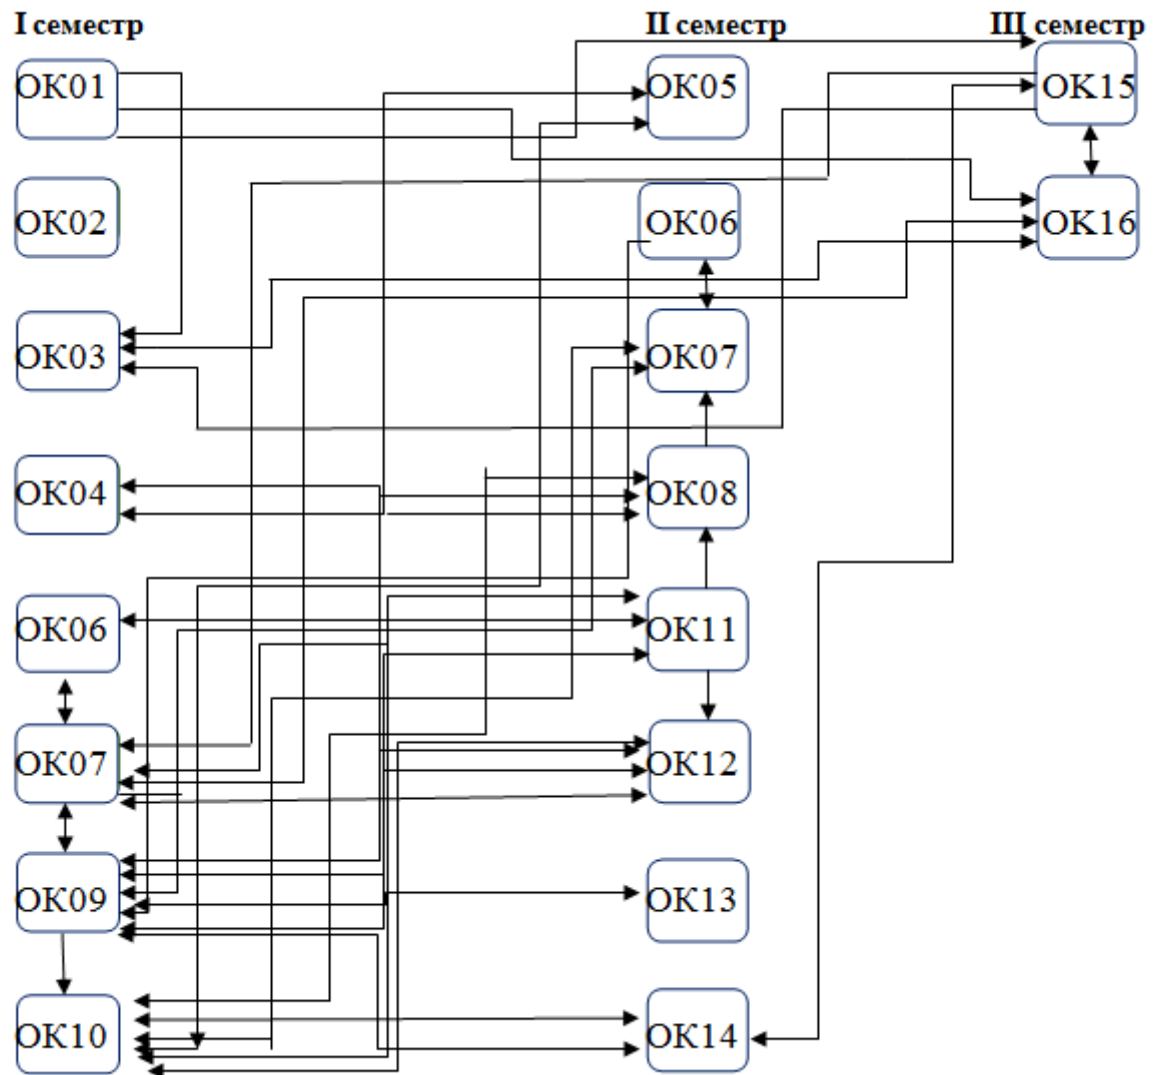 I семестр
II семестр
III семестр
ОК01
ОК05
ОК15
ОК02
ОК06
ОК16
ОК03
ОК07
ОК04
ОК08
ОК06
ОК11
ОК07
ОК12
ОК09
ОК13
ОК10
ОК14